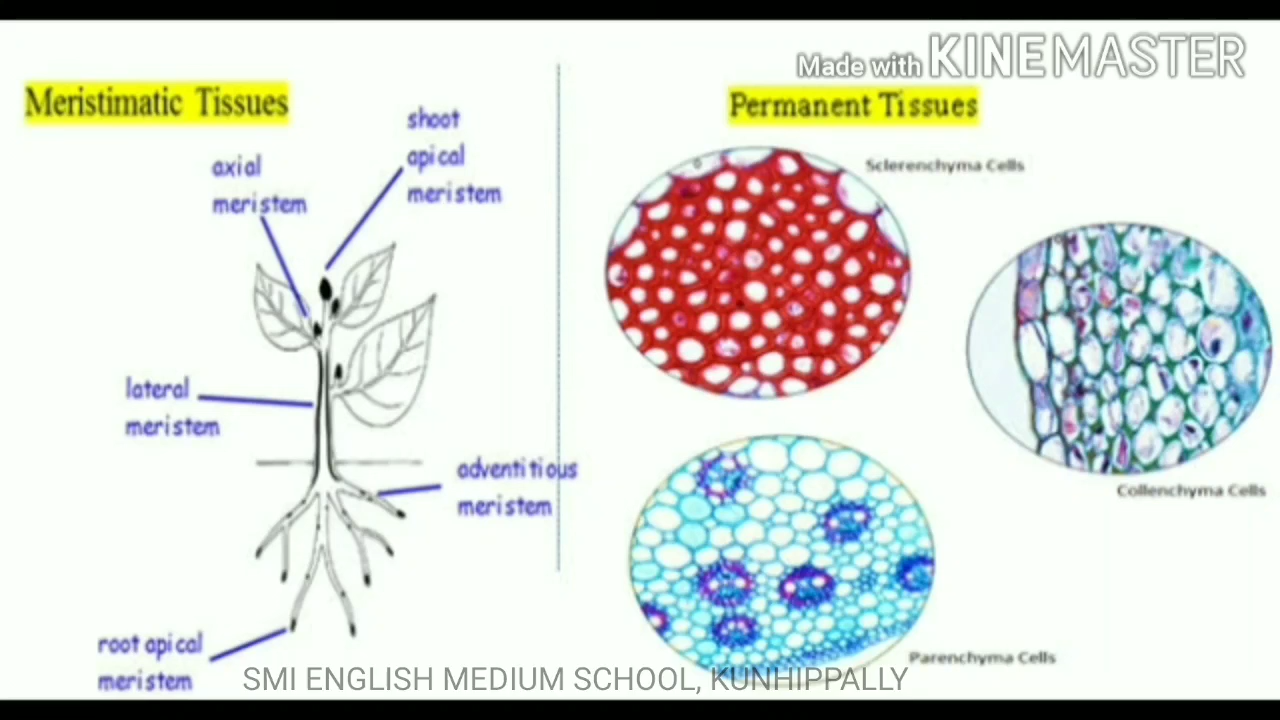 Made with KINEMASTER
Meristimatic Tissues
Permanent Tissues
shoot
apical
meristem
axial
meristem
lateral
meristem
adventitious
meristem
root apical
meristem
Sclerenchyma Cells
Collenchyma Cells
Parenchyma Cells
SMI ENGLISH MEDIUM SCHOOL, KUNHIPPALLY